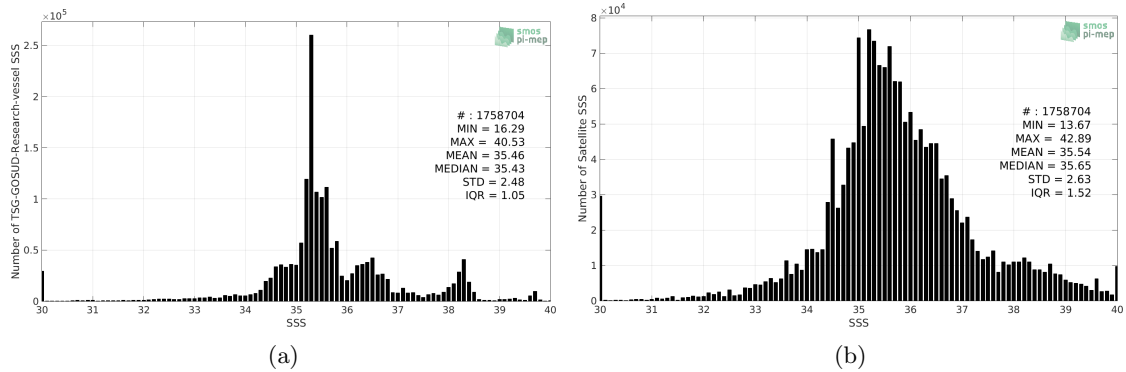 ×10⁵
2.5
2
1.5
1
0.5
0
30 31 32 33 34 35 36 37 38 39 40
SSS
Number of TSG-GOSUD-Research-vessel SSS
smos
pi-mep
# : 1758704
MIN = 16.29
MAX = 40.53
MEAN = 35.46
MEDIAN = 35.43
STD = 2.48
IQR = 1.05
(a)
×10⁴
8
7
6
5
4
3
2
1
0
30 31 32 33 34 35 36 37 38 39 40
SSS
Number of Satellite SSS
smos
pi-mep
# : 1758704
MIN = 13.67
MAX = 42.89
MEAN = 35.54
MEDIAN = 35.65
STD = 2.63
IQR = 1.52
(b)